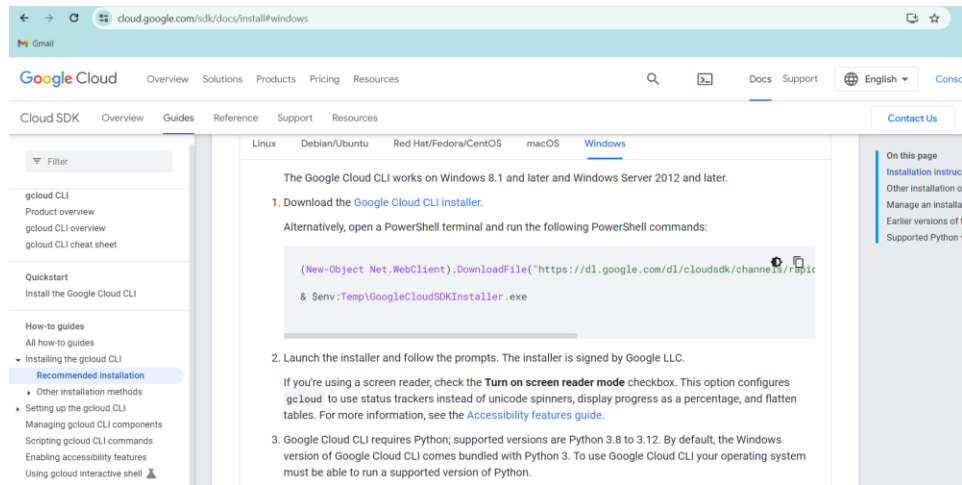 cloud.google.com/sdk/docs/install#windows
Gmail
Google Cloud Overview Solutions Products Pricing Resources Docs Support English
Cloud SDK Overview Guides Reference Support Resources Contact Us
Filter
gcloud CLI
Product overview
gcloud CLI overview
gcloud CLI cheat sheet
Quickstart
Install the Google Cloud CLI
How-to guides
All how-to guides
Installing the gcloud CLI
Recommended installation
Other installation methods
Setting up the gcloud CLI
Managing gcloud CLI components
Scripting gcloud CLI commands
Enabling accessibility features
Using gcloud interactive shell
Linux Debian/Ubuntu Red Hat/Fedora/CentOS macOS Windows
The Google Cloud CLI works on Windows 8.1 and later and Windows Server 2012 and later.
1. Download the Google Cloud CLI installer.
Alternatively, open a PowerShell terminal and run the following PowerShell commands:
(New-Object Net.WebClient).DownloadFile("https://dl.google.com/dl/cloudsdk/channels/rapid
& $env:Temp\GoogleCloudSDKInstaller.exe
2. Launch the installer and follow the prompts. The installer is signed by Google LLC.
If you're using a screen reader, check the Turn on screen reader mode checkbox. This option configures
gcloud to use status trackers instead of unicode spinners, display progress as a percentage, and flatten
tables. For more information, see the Accessibility features guide.
3. Google Cloud CLI requires Python; supported versions are Python 3.8 to 3.12. By default, the Windows
version of Google Cloud CLI comes bundled with Python 3. To use Google Cloud CLI your operating system
must be able to run a supported version of Python.
On this page
Installation
Other installation
Manage an
Earlier versions of
Supported Python